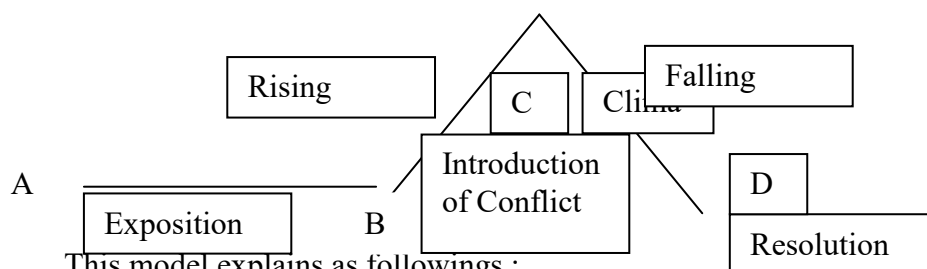 Falling
Rising
C
Clima
Introduction
of Conflict
A
D
Exposition
B
Resolution
This model explains as followings :